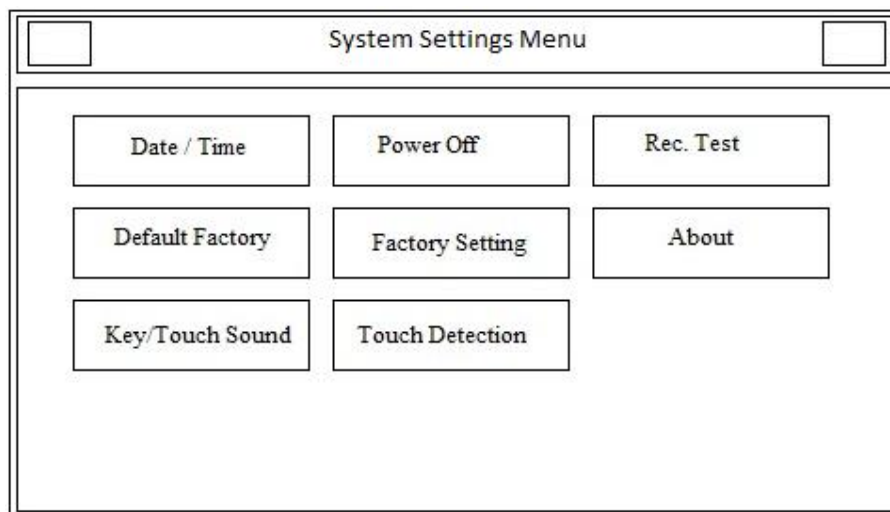 System Settings Menu
Date / Time
Power Off
Rec. Test
Default Factory
Factory Setting
About
Key/Touch Sound
Touch Detection